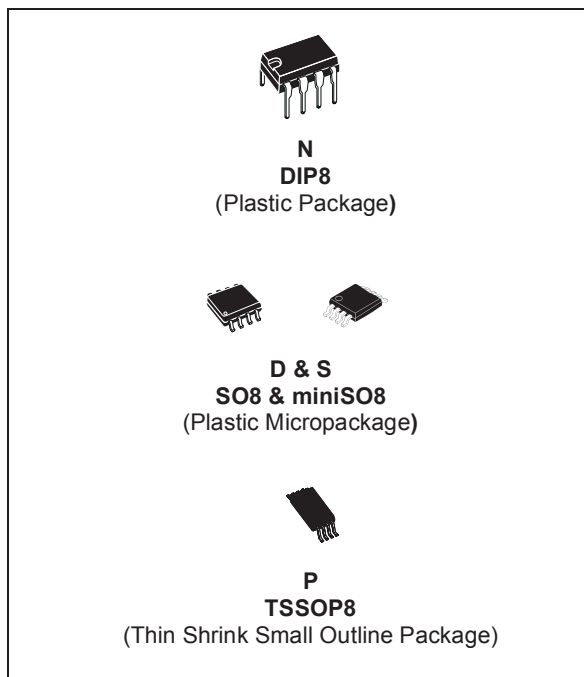 N
DIP8
(Plastic Package)
D & S
SO8 & miniSO8
(Plastic Micropackage)
P
TSSOP8
(Thin Shrink Small Outline Package)